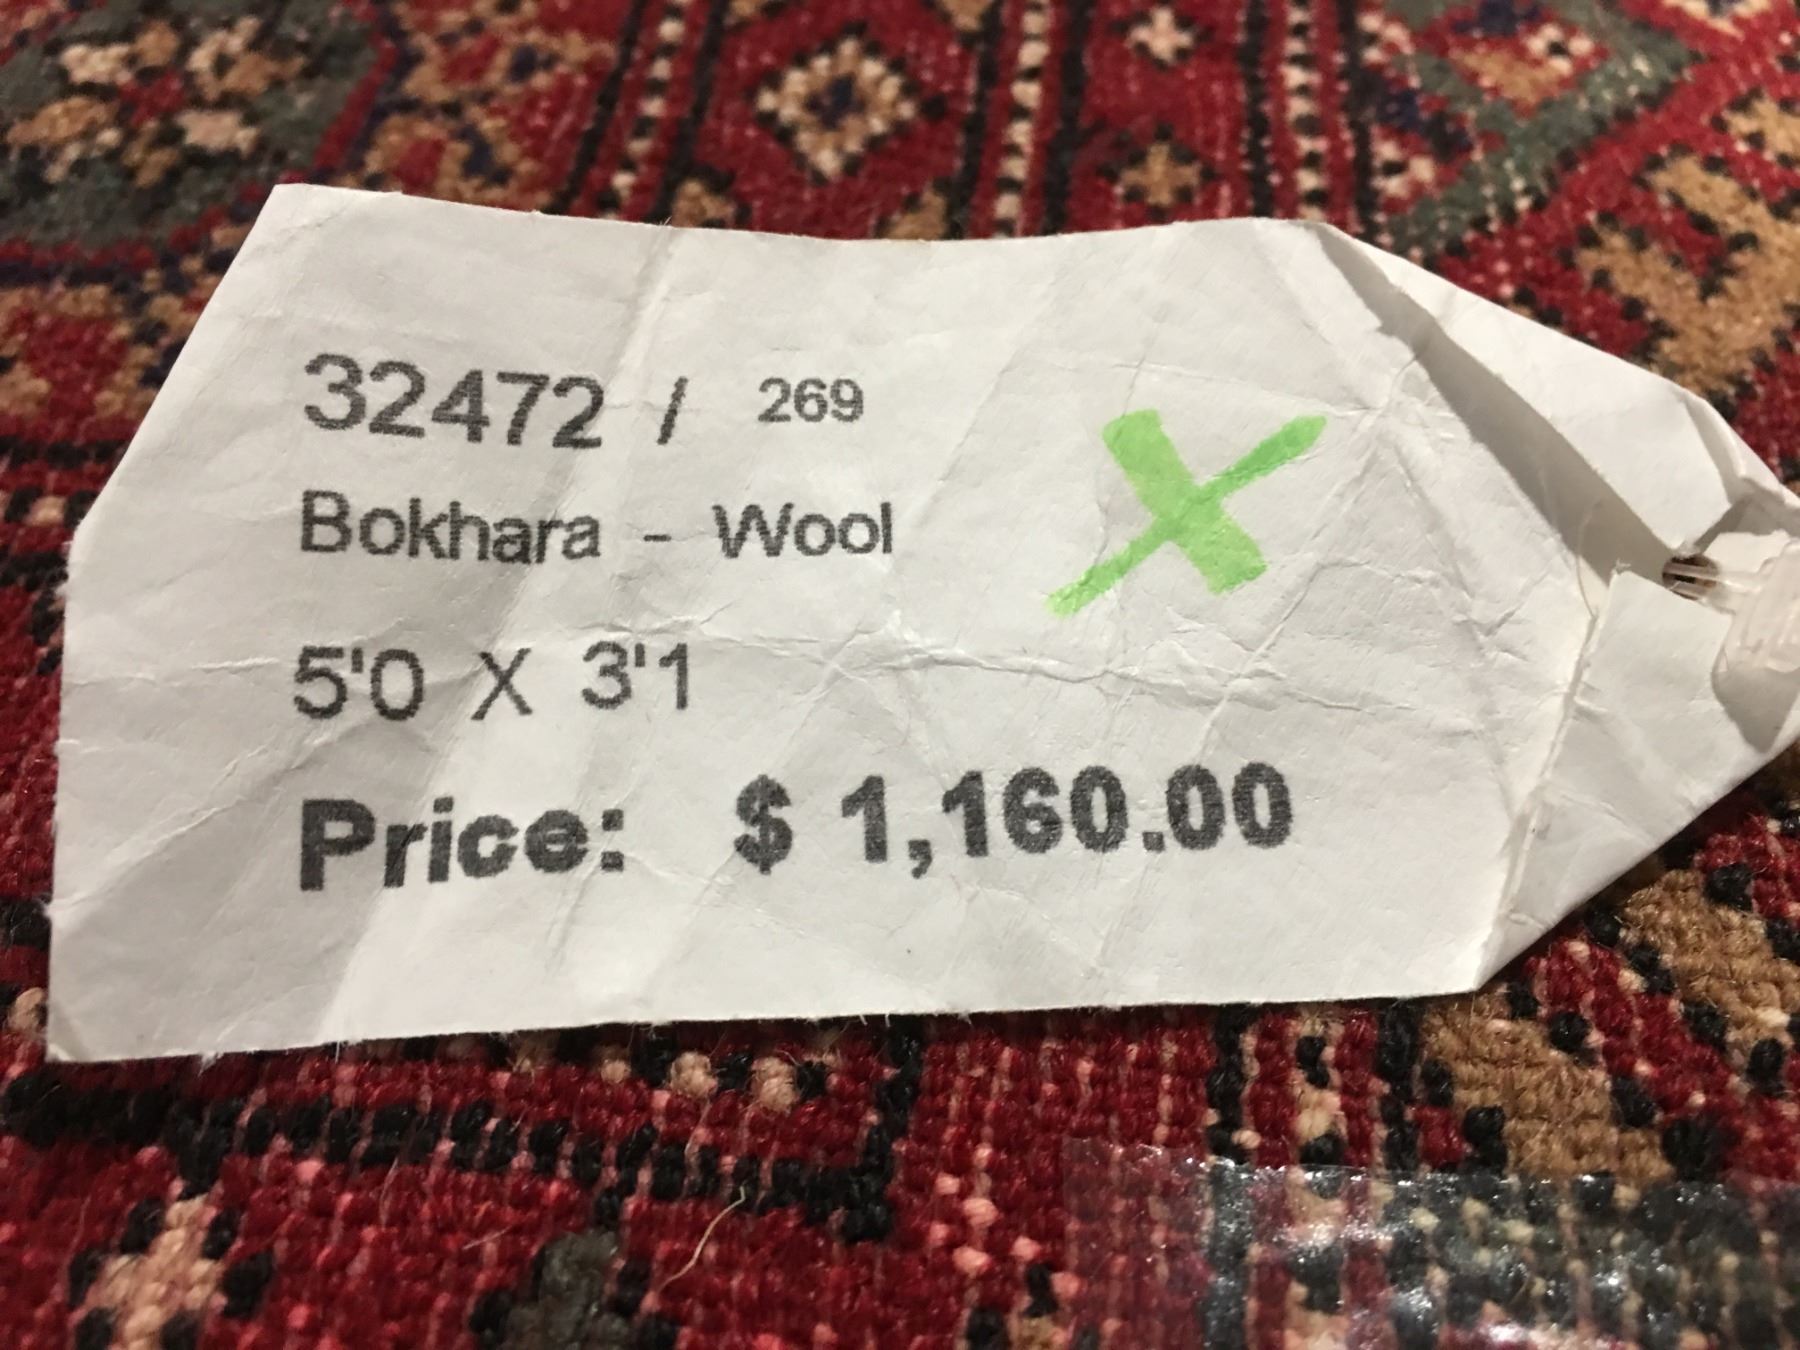 32472 / 269
Bokhara - Wool
5'0 X 3'1
Price: $ 1,160.00